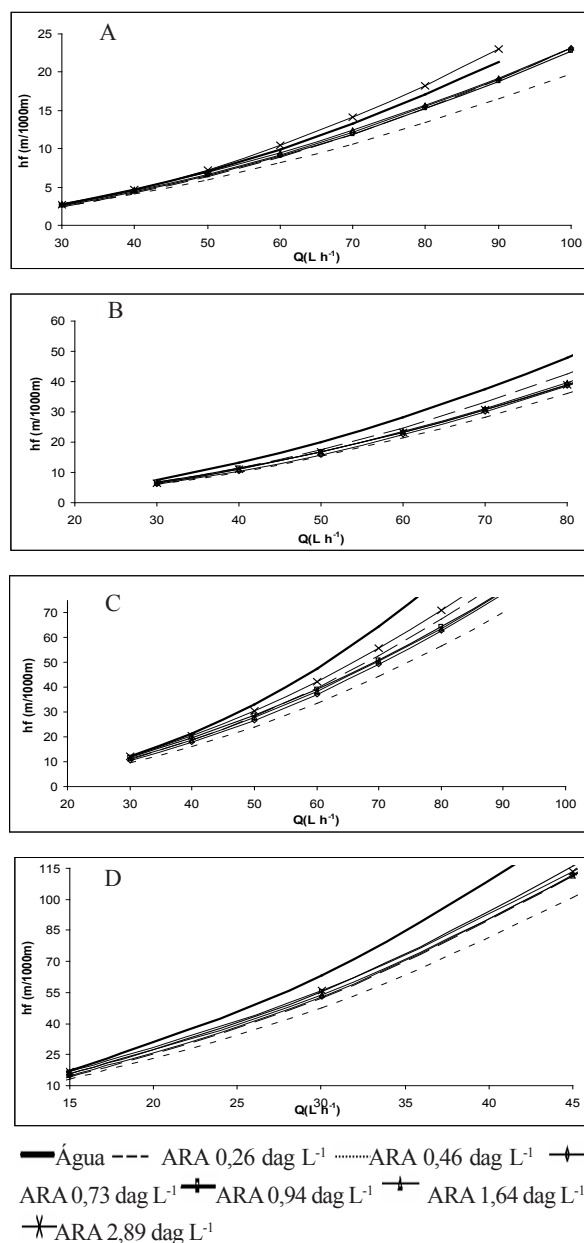 A
25
20
15
10
5
0
hf (m/1000m)
30 40 50 60 70 80 90 100
Q(L h-1)
B
60
50
40
30
20
10
0
hf (m/1000m)
20 30 40 50 60 70 80
Q(L h-1)
C
70
60
50
40
30
20
10
0
hf (m/1000m)
20 30 40 50 60 70 80 90 100
Q(L h-1)
D
115
85
55
25
10
hf (m/1000m)
15 20 25 30 35 40 45
Q(L h-1)
Água ARA 0,26 dag L-1 ARA 0,46 dag L-1
ARA 0,73 dag L-1 ARA 0,94 dag L-1 ARA 1,64 dag L-1
ARA 2,89 dag L-1